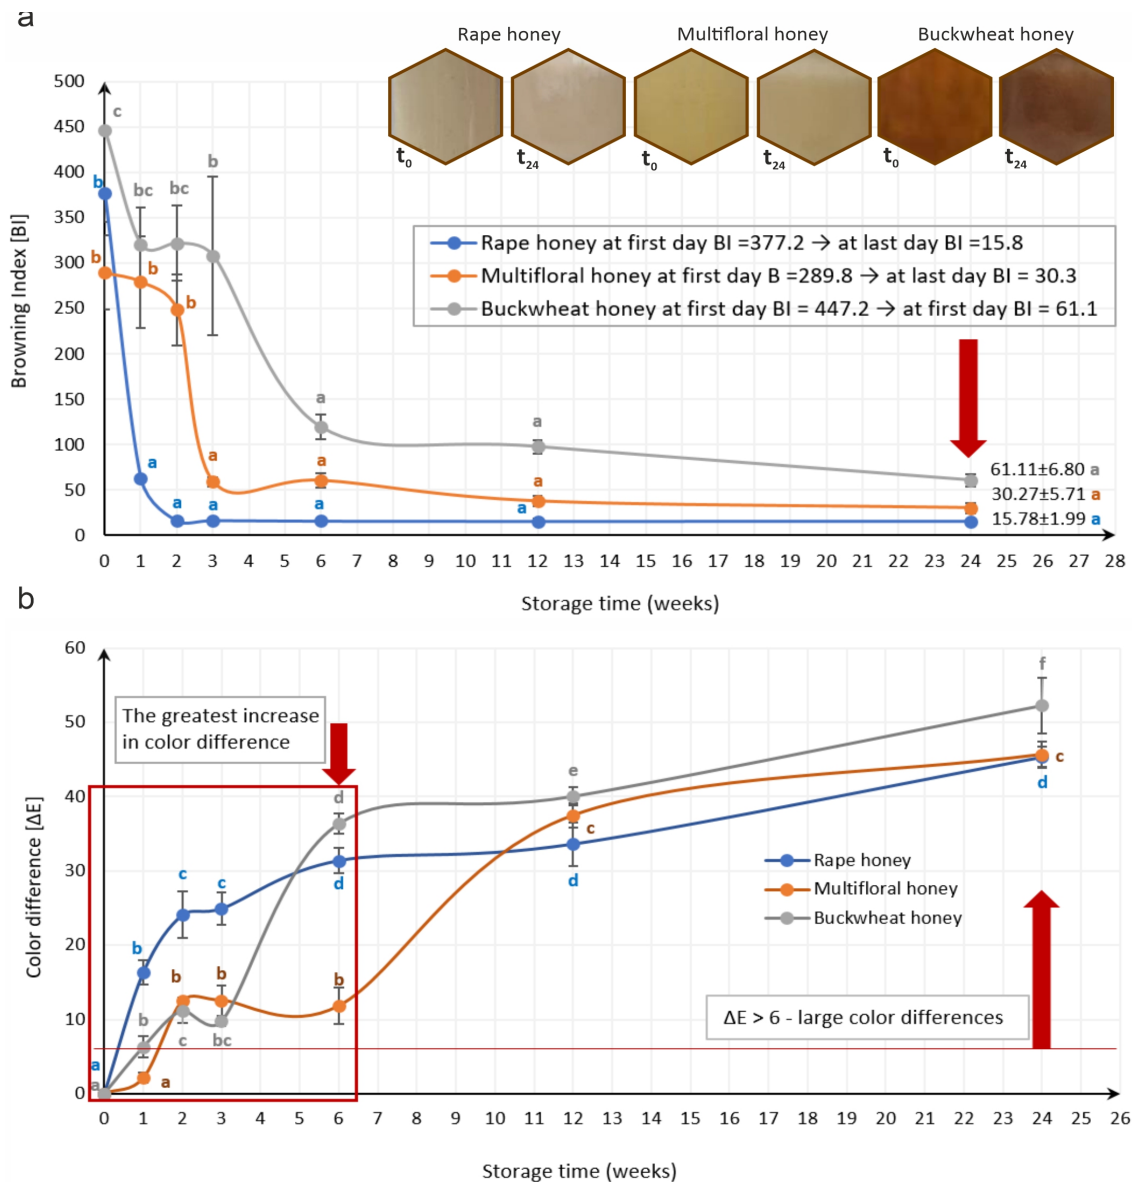 a
Rape honey Multifloral honey Buckwheat honey
t0 t24 t0 t24 t0 t24
500
450
400
350
300
250
200
150
100
50
0
Browning Index [BI]
c
b
b
bc
b
bc
b
b
Rape honey at first day BI =377.2 → at last day BI =15.8
Multifloral honey at first day B =289.8 → at last day BI = 30.3
Buckwheat honey at first day BI = 447.2 → at first day BI = 61.1
a
a
a
a
a
a
a
a
a
a
61.11±6.80 a
30.27±5.71 a
15.78±1.99 a
0 1 2 3 4 5 6 7 8 9 10 11 12 13 14 15 16 17 18 19 20 21 22 23 24 25 26 27 28
Storage time (weeks)
b
60
50
40
30
20
10
0
Color difference [ΔE]
The greatest increase
in color difference
f
c
d
e
c
d
d
d
b
c
c
b
b
b
b
c
bc
a
a
a
Rape honey
Multifloral honey
Buckwheat honey
ΔE > 6 - large color differences
0 1 2 3 4 5 6 7 8 9 10 11 12 13 14 15 16 17 18 19 20 21 22 23 24 25 26
Storage time (weeks)